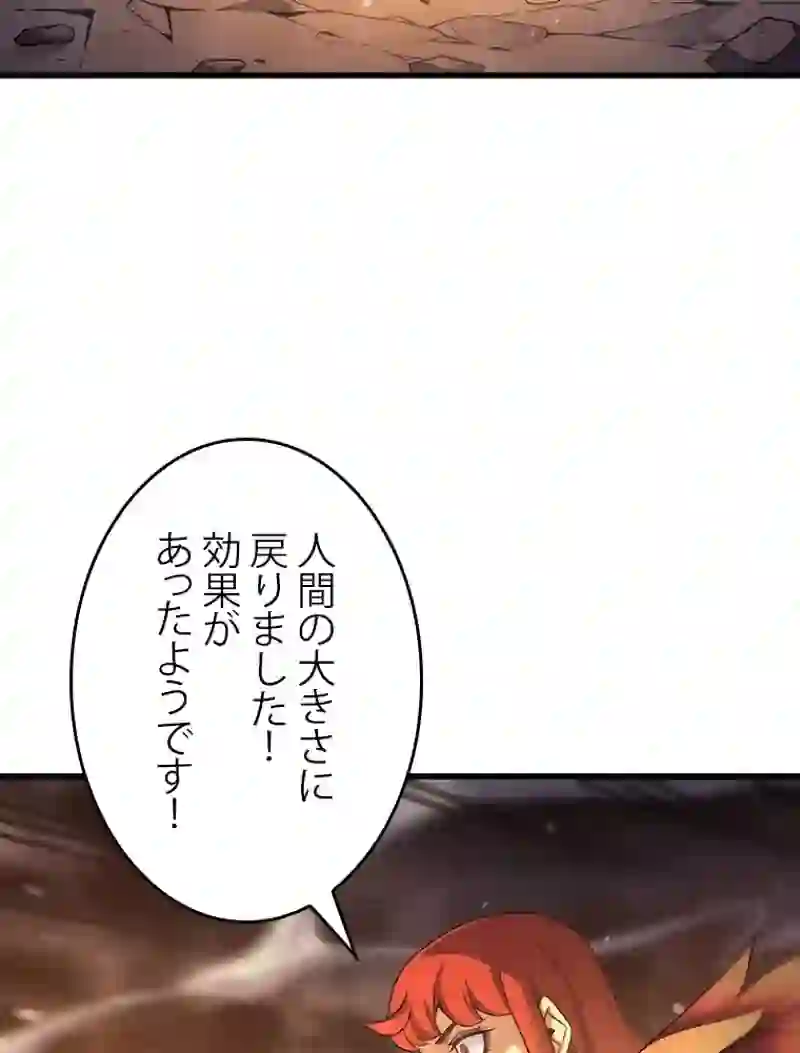 人間の大きさに
戻りました！
効果が
あったようです！